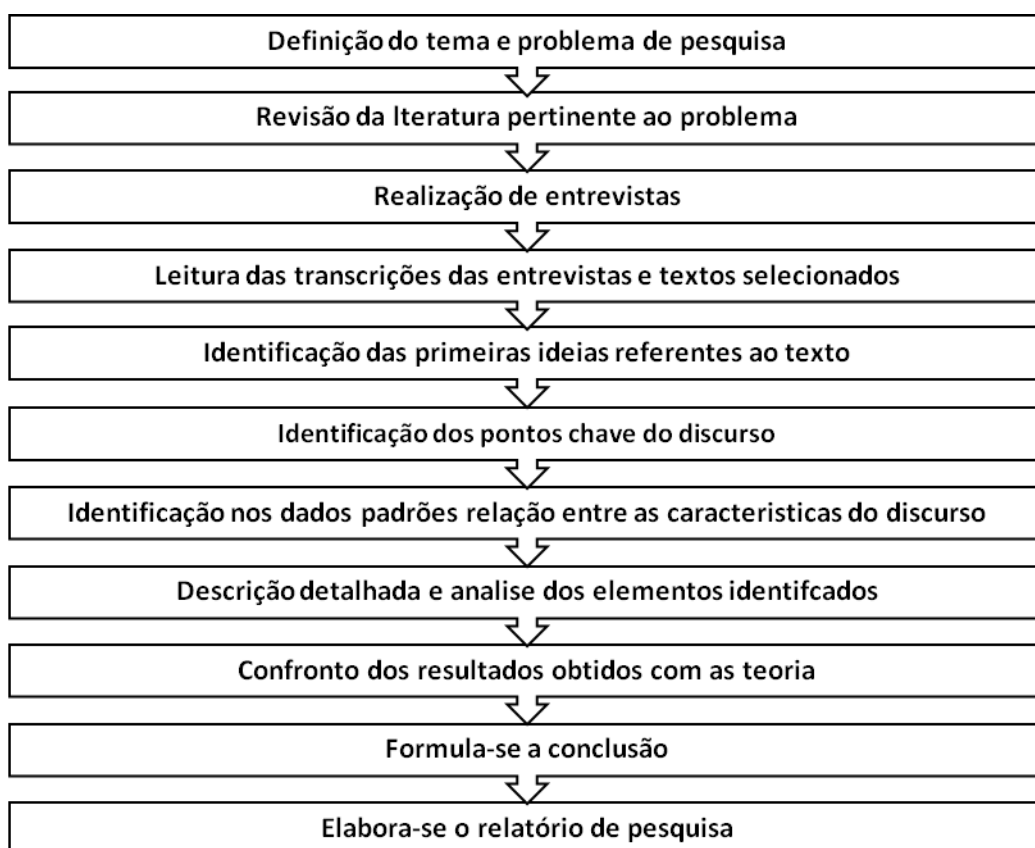 Definição do tema e problema de pesquisa
Revisão da lteratura pertinente ao problema
Realização de entrevistas
Leitura das transcrições das entrevistas e textos selecionados
Identificação das primeiras ideias referentes ao texto
Identificação dos pontos chave do discurso
Identificação nos dados padrões relação entre as caracteristicas do discurso
Descrição detalhada e analise dos elementos identifcados
Confronto dos resultados obtidos com as teoria
Formula-se a conclusão
Elabora-se o relatório de pesquisa